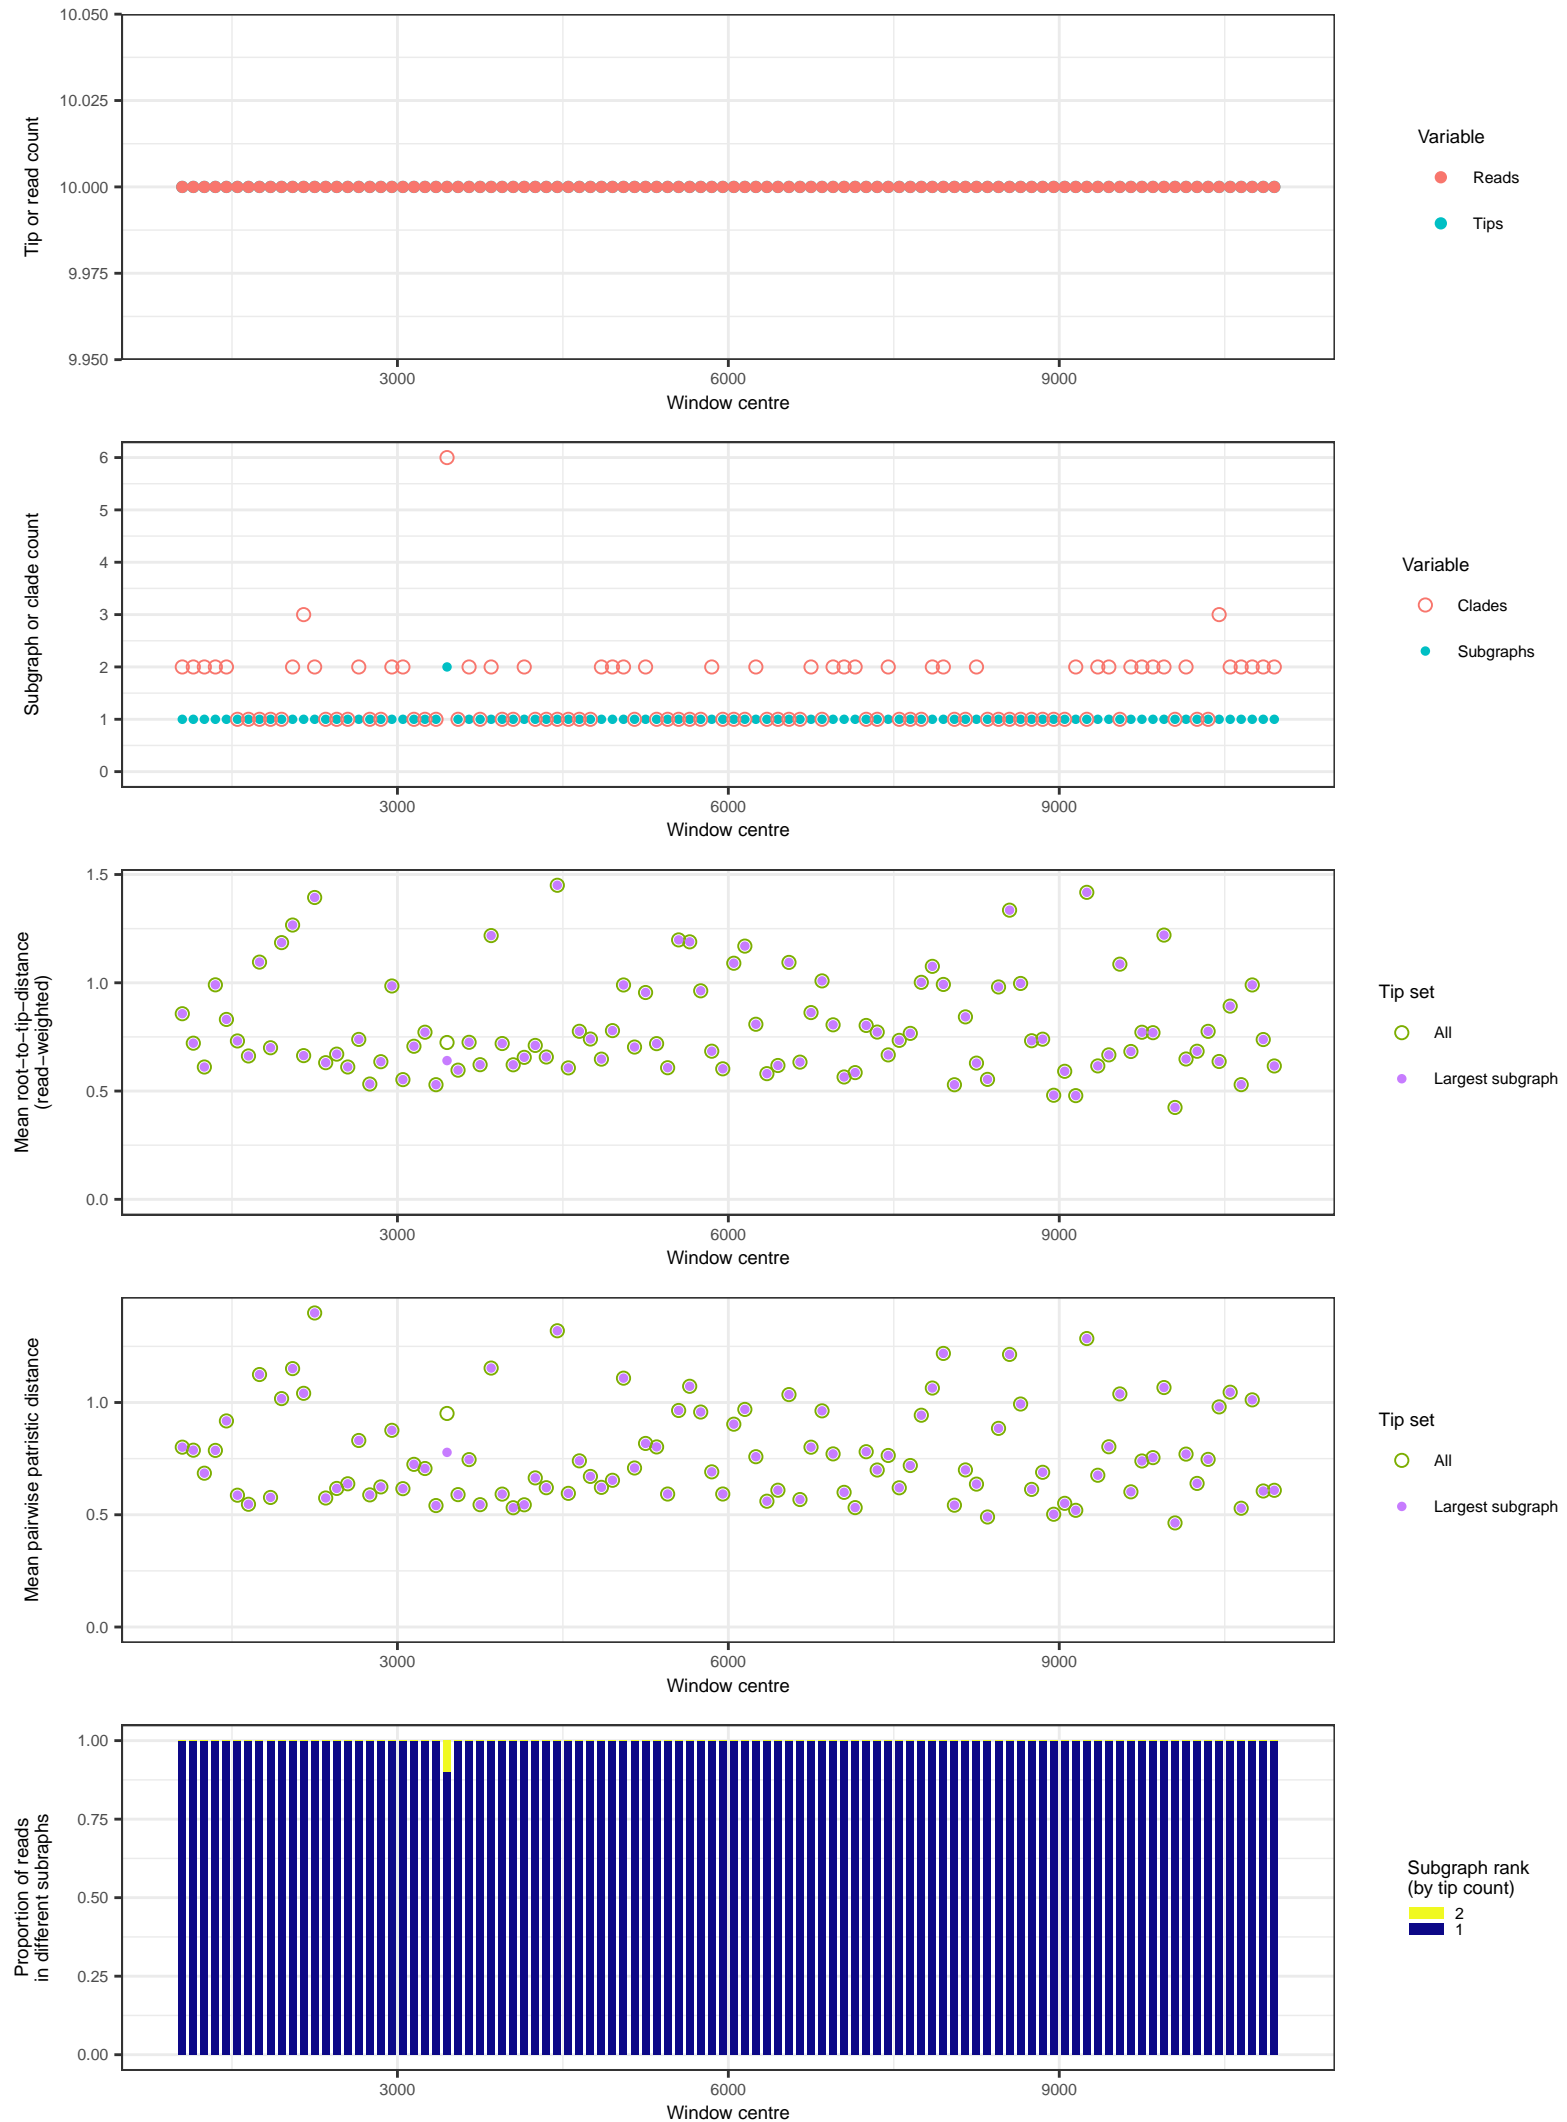 10.050
10.025
10.000
9.975
9.950
Tip or read count
3000
6000
9000
Window centre
Variable
Reads
Tips
6
5
4
3
2
1
0
Subgraph or clade count
3000
6000
9000
Window centre
Variable
Clades
Subgraphs
1.5
1.0
0.5
0.0
Mean root−to−tip−distance
(read−weighted)
3000
6000
9000
Window centre
Tip set
All
Largest subgraph
1.0
0.5
0.0
Mean pairwise patristic distance
3000
6000
9000
Window centre
Tip set
All
Largest subgraph
1.00
0.75
0.50
0.25
0.00
Proportion of reads
in different subraphs
3000
6000
9000
Window centre
Subgraph rank
(by tip count)
2
1